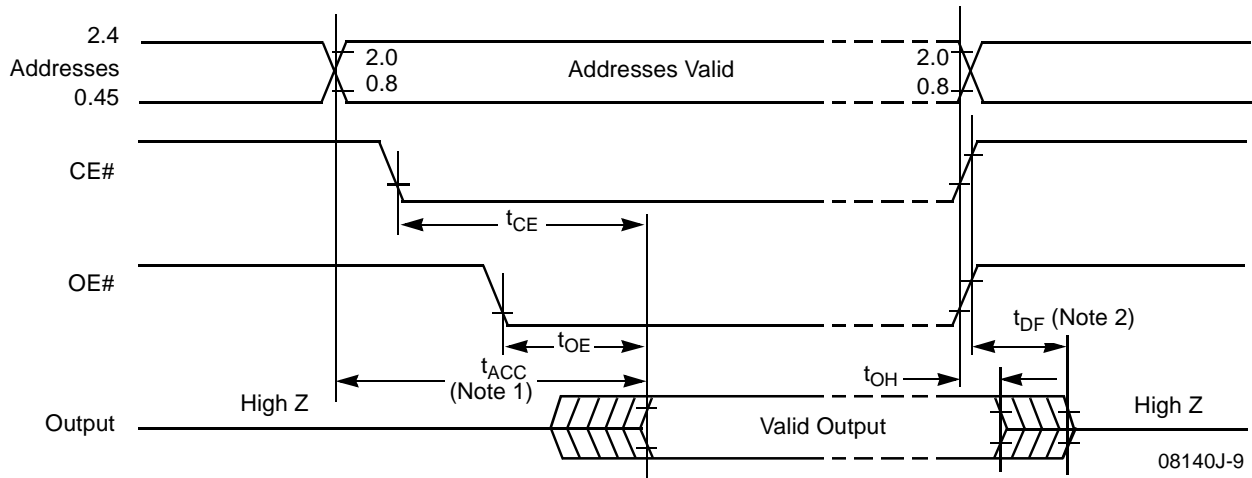 2.4
Addresses
0.45
2.0
0.8
Addresses Valid
2.0
0.8
CE#
tCE
OE#
tOE
tDF (Note 2)
tACC
(Note 1)
tOH
Output
High Z
Valid Output
High Z
08140J-9